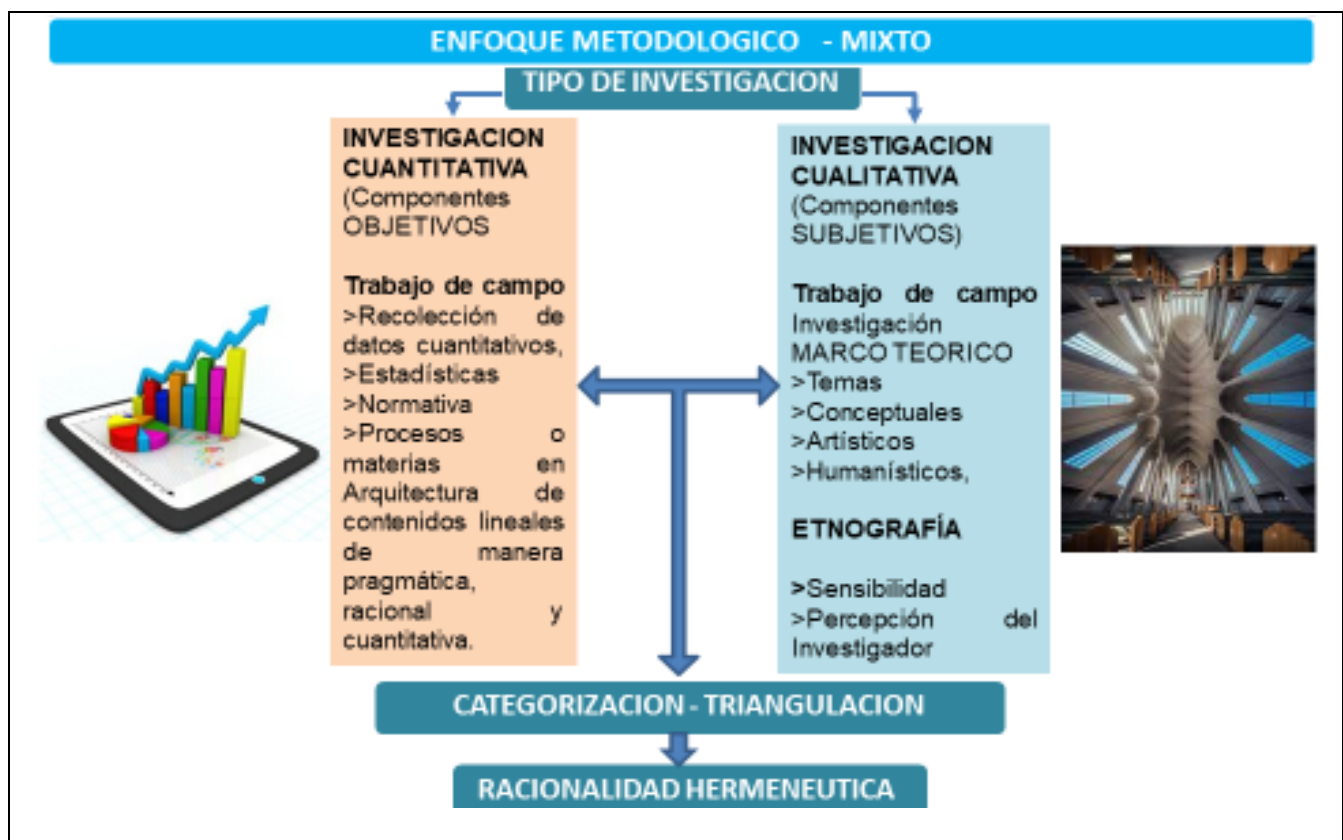 ENFOQUE METODOLOGICO - MIXTO
TIPO DE INVESTIGACION
INVESTIGACION
CUANTITATIVA
(Componentes
OBJETIVOS
Trabajo de campo
>Recolección de
datos cuantitativos,
>Estadísticas
>Normativa
>Procesos o
materias en
Arquitectura de
contenidos lineales
de manera
pragmática,
racional y
cuantitativa.
INVESTIGACION
CUALITATIVA
(Componentes
SUBJETIVOS)
Trabajo de campo
Investigación
MARCO TEORICO
>Temas
>Conceptuales
>Artísticos
>Humanísticos,
ETNOGRAFÍA
>Sensibilidad
>Percepción del
Investigador
CATEGORIZACION - TRIANGULACION
RACIONALIDAD HERMENEUTICA